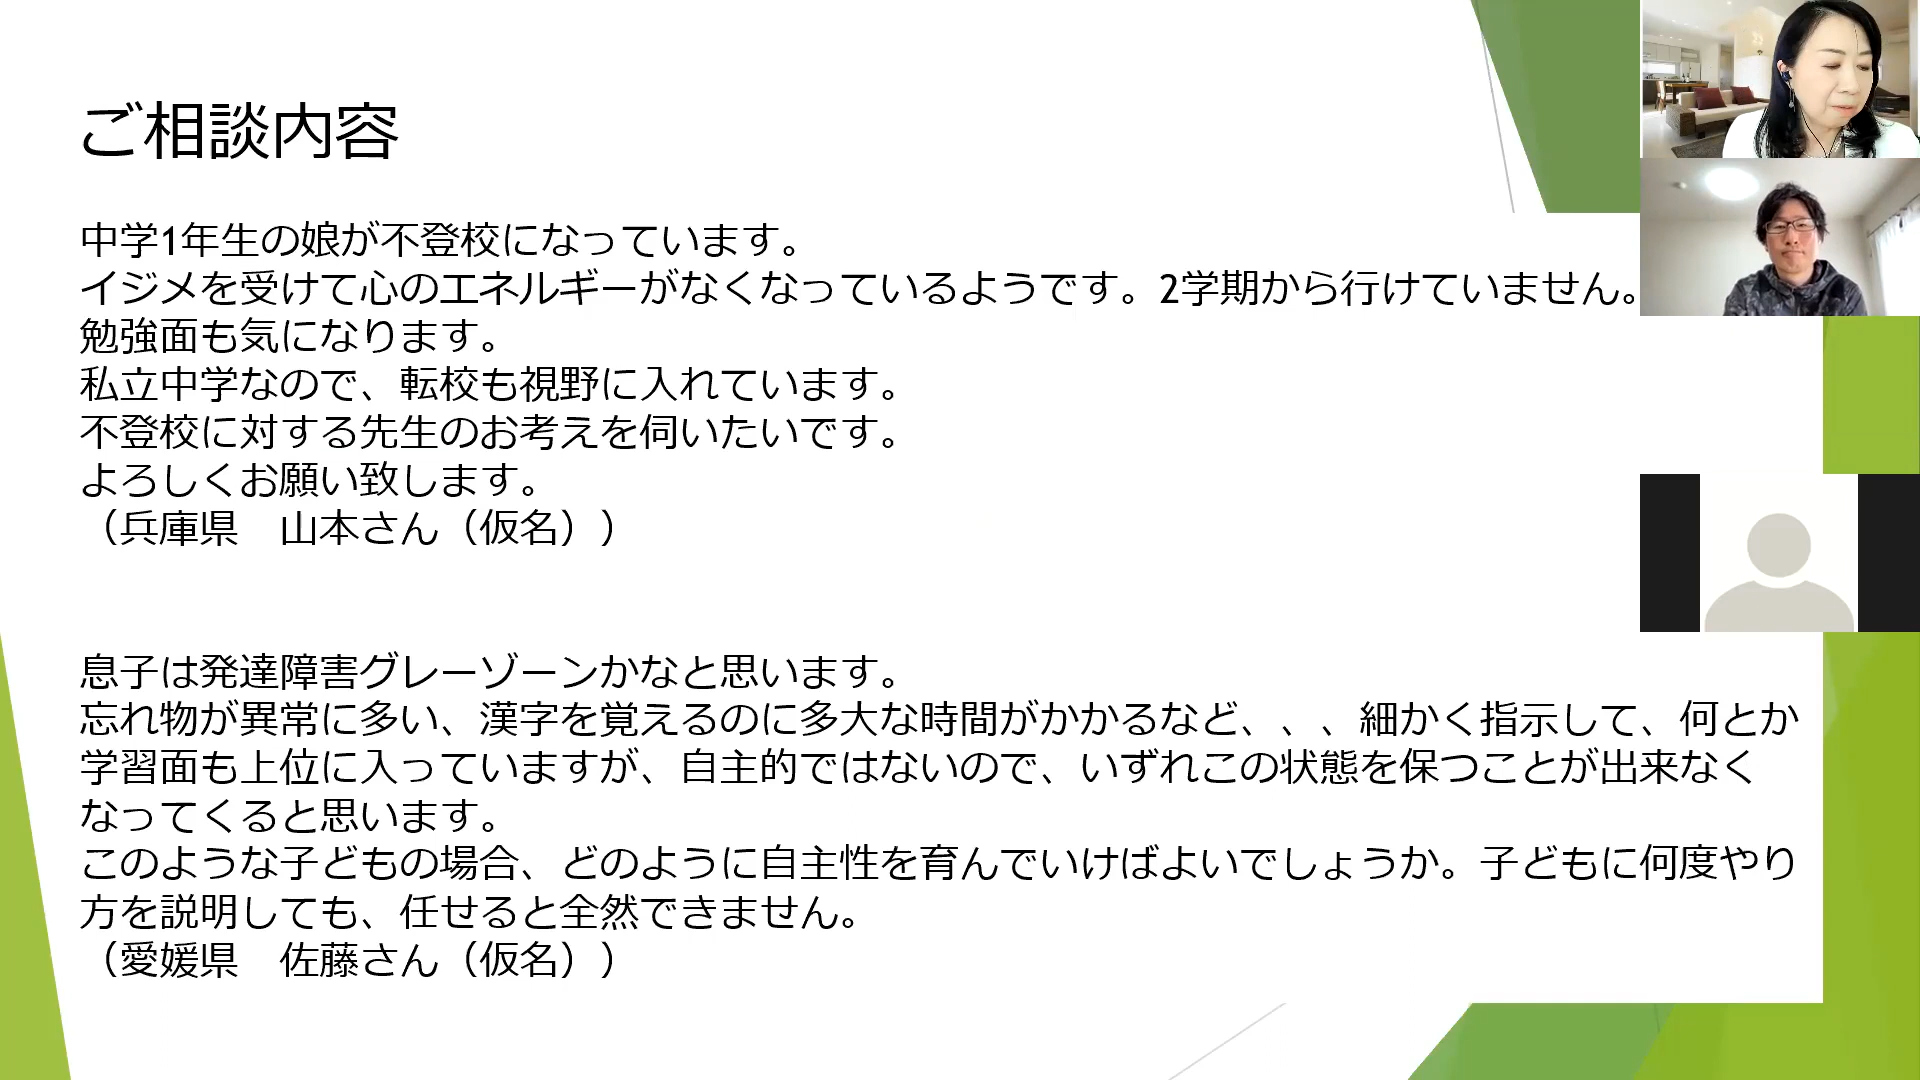 ご相談内容
中学1年生の娘が不登校になっています。
イジメを受けて心のエネルギーがなくなっているようです。2学期から行けていません。
勉強面も気になります。
私立中学なので、転校も視野に入れています。
不登校に対する先生のお考えを伺いたいです。
よろしくお願い致します。
（兵庫県　山本さん（仮名））
息子は発達障害グレーゾーンかなと思います。
忘れ物が異常に多い、漢字を覚えるのに多大な時間がかかるなど、、、細かく指示して、何とか
学習面も上位に入っていますが、自主的ではないので、いずれこの状態を保つことが出来なく
なってくると思います。
このような子どもの場合、どのように自主性を育んでいけばよいでしょうか。子どもに何度やり
方を説明しても、任せると全然できません。
（愛媛県　佐藤さん（仮名））